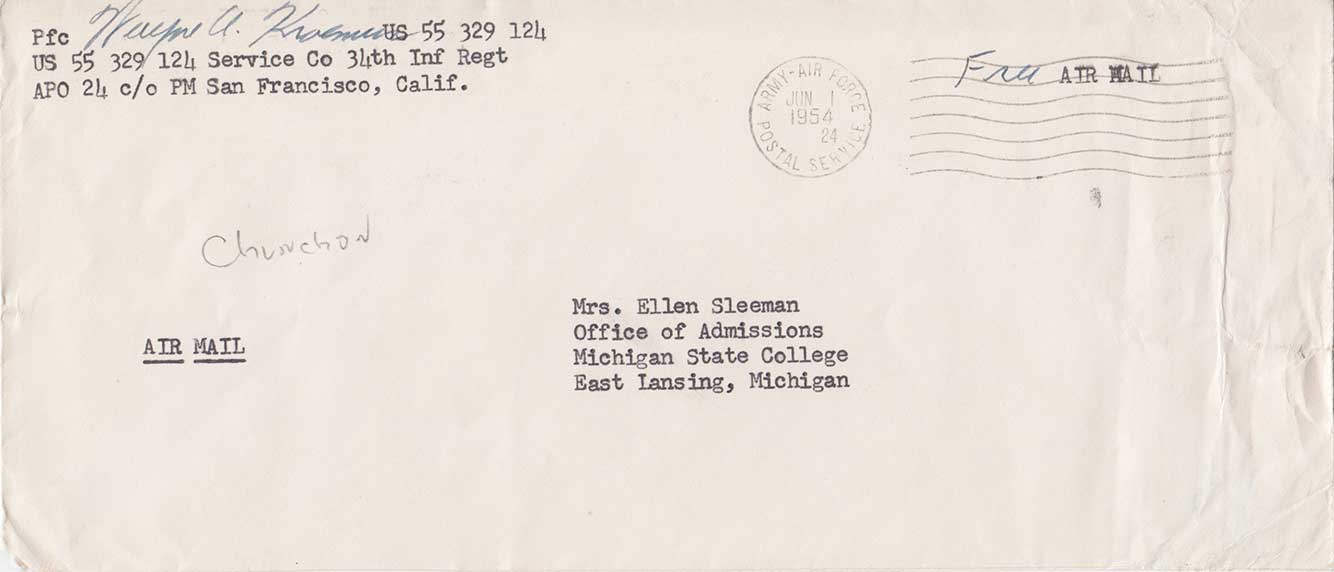 Pfc Wayne A. US 55 329 124
US 55 329 124 Service Co 34th Inf Regt
APO 24 c/o PM San Francisco, Calif.
ARMY-AIR FORCE
JUN 1
1954
24
POSTAL SERVICE
Free AIR MAIL
Chunchon
AIR MAIL
Mrs. Ellen Sleeman
Office of Admissions
Michigan State College
East Lansing, Michigan